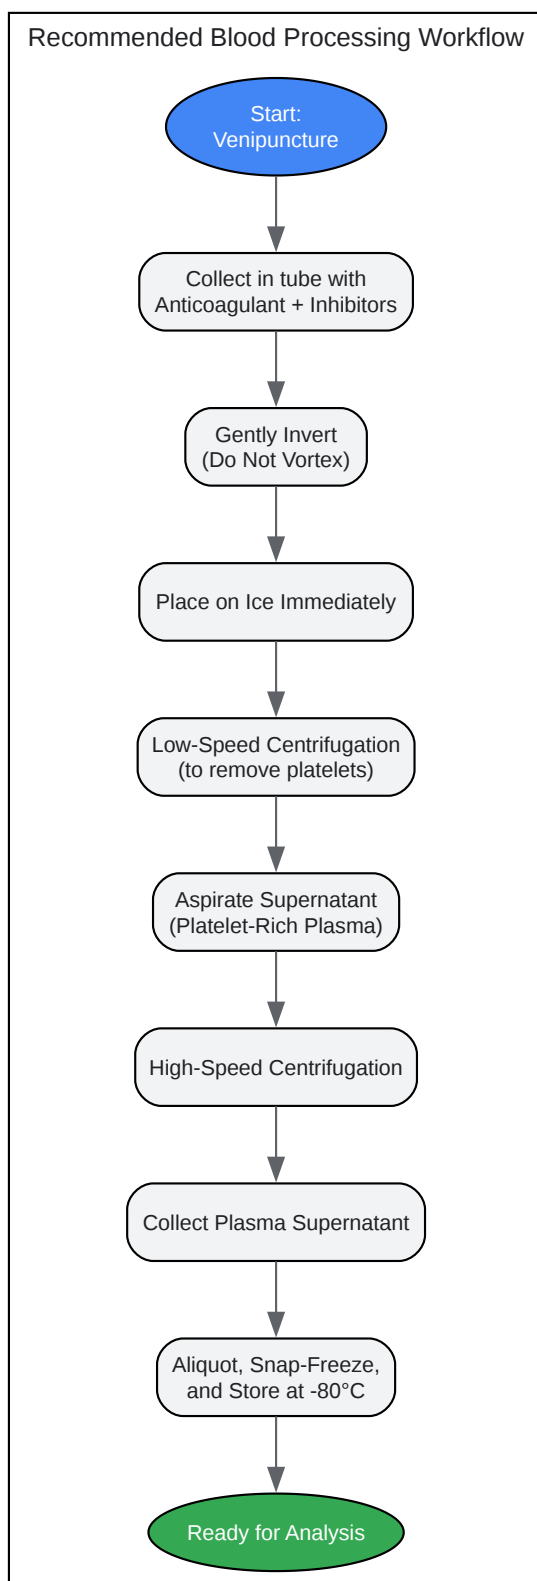 Recommended Blood Processing Workflow
Start:
Venipuncture
Collect in tube with
Anticoagulant + Inhibitors
Gently Invert
(Do Not Vortex)
Place on Ice Immediately
Low-Speed Centrifugation
(to remove platelets)
Aspirate Supernatant
(Platelet-Rich Plasma)
High-Speed Centrifugation
Collect Plasma Supernatant
Aliquot, Snap-Freeze,
and Store at -80°C
Ready for Analysis